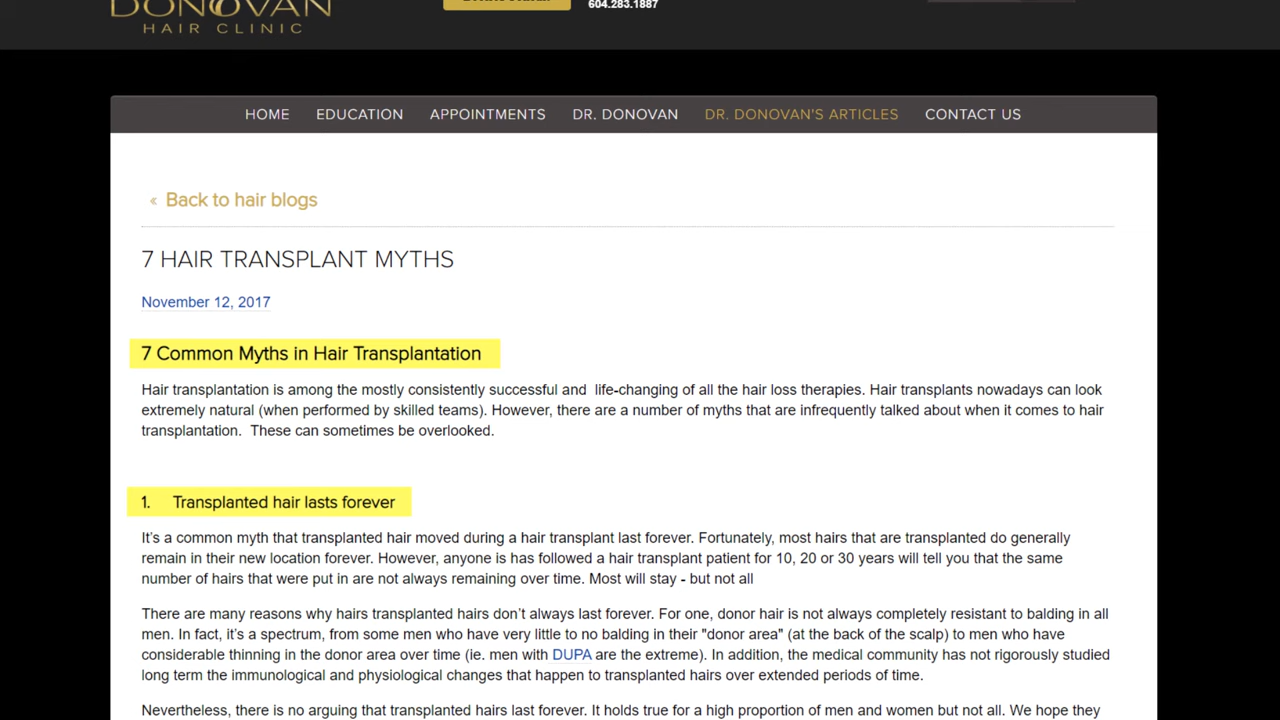 DONOVAN
HAIR CLINIC
604.283.1887
HOME EDUCATION APPOINTMENTS DR. DONOVAN DR. DONOVAN'S ARTICLES CONTACT US
« Back to hair blogs
7 HAIR TRANSPLANT MYTHS
November 12, 2017
7 Common Myths in Hair Transplantation
Hair transplantation is among the mostly consistently successful and life-changing of all the hair loss therapies. Hair transplants nowadays can look
extremely natural (when performed by skilled teams). However, there are a number of myths that are infrequently talked about when it comes to hair
transplantation. These can sometimes be overlooked.
1. Transplanted hair lasts forever
It's a common myth that transplanted hair moved during a hair transplant last forever. Fortunately, most hairs that are transplanted do generally
remain in their new location forever. However, anyone is has followed a hair transplant patient for 10, 20 or 30 years will tell you that the same
number of hairs that were put in are not always remaining over time. Most will stay - but not all
There are many reasons why hairs transplanted hairs don't always last forever. For one, donor hair is not always completely resistant to balding in all
men. In fact, it's a spectrum, from some men who have very little to no balding in their "donor area" (at the back of the scalp) to men who have
considerable thinning in the donor area over time (ie. men with DUPA are the extreme). In addition, the medical community has not rigorously studied
long term the immunological and physiological changes that happen to transplanted hairs over extended periods of time.
Nevertheless, there is no arguing that transplanted hairs last forever. It holds true for a high proportion of men and women but not all. We hope they